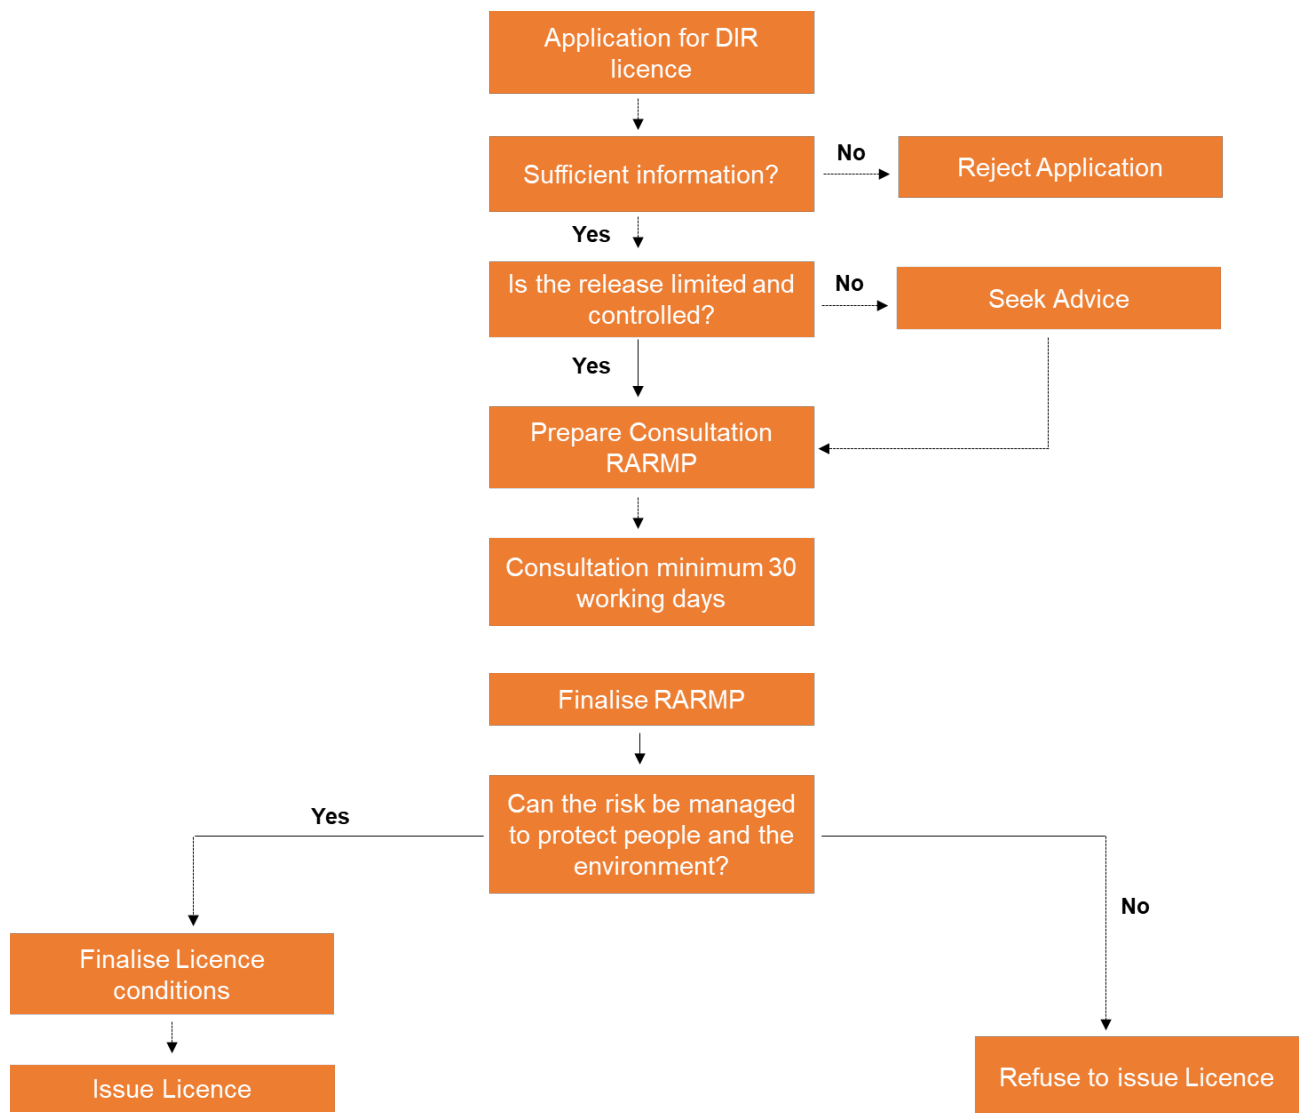 Application for DIR
licence
Sufficient information?
No
Reject Application
Yes
Is the release limited and
controlled?
No
Seek Advice
Yes
Prepare Consultation
RARMP
Consultation minimum 30
working days
Finalise RARMP
Can the risk be managed
to protect people and the
environment?
Yes
No
Finalise Licence
conditions
Issue Licence
Refuse to issue Licence